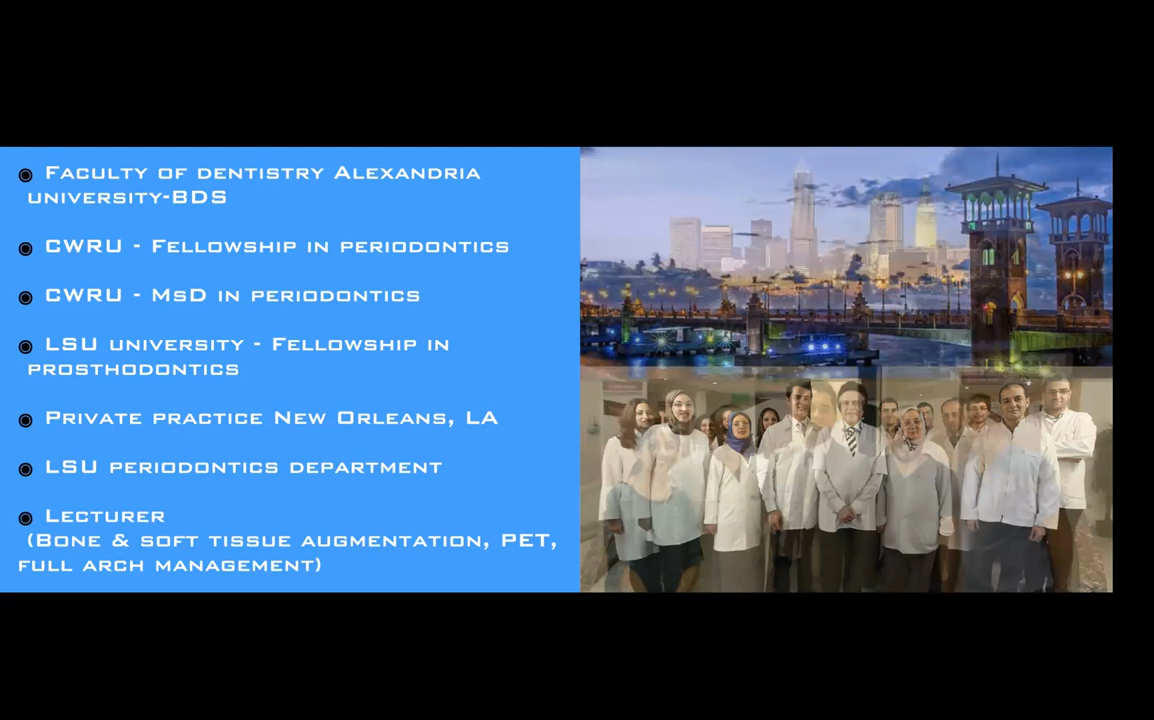 ◉ Faculty of dentistry Alexandria
university-BDS
◉ CWRU - Fellowship in periodontics
◉ CWRU - MsD in periodontics
◉ LSU university - Fellowship in
prosthodontics
◉ Private practice New Orleans, LA
◉ LSU periodontics department
◉ Lecturer
(Bone & soft tissue augmentation, PET,
full arch management)